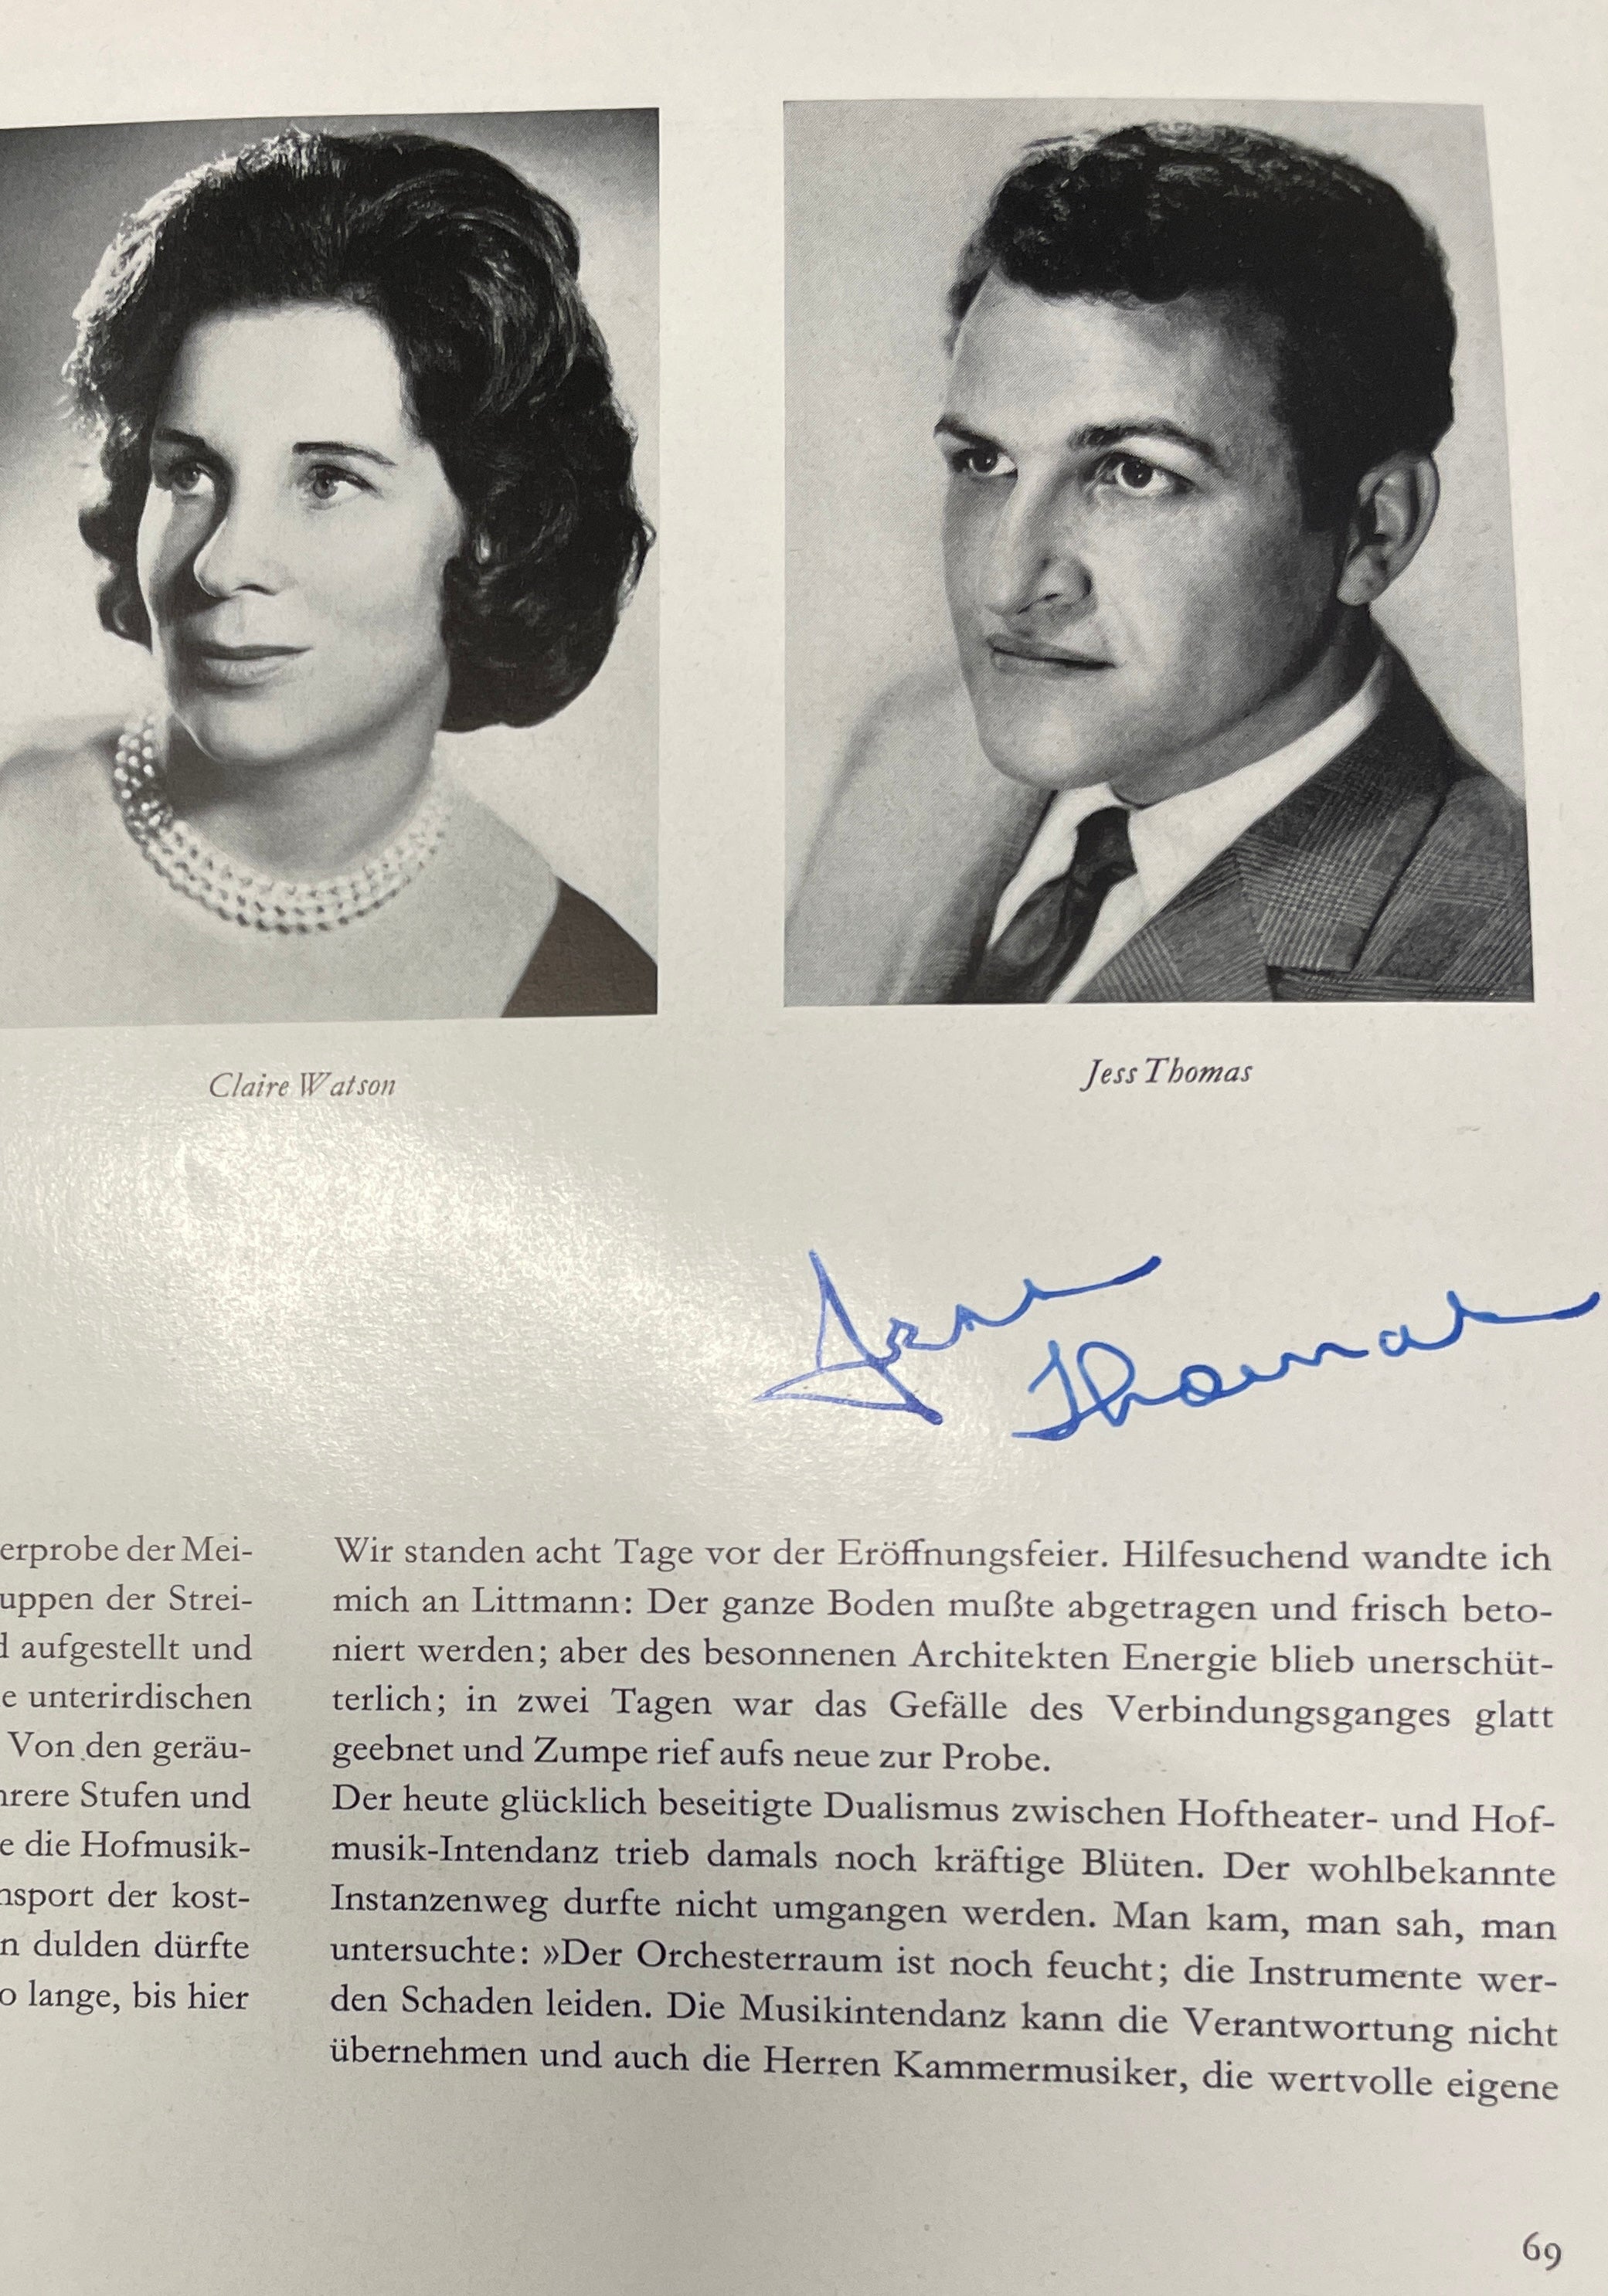 Claire Watson
Jess Thomas
Jess
Thomas
erprobe der Mei-
uppen der Strei-
d aufgestellt und
e unterirdischen
Von den geräu-
hrere Stufen und
e die Hofmusik-
nsport der kost-
n dulden dürfte
o lange, bis hier
Wir standen acht Tage vor der Eröffnungsfeier. Hilfesuchend wandte ich
mich an Littmann: Der ganze Boden mußte abgetragen und frisch beto-
niert werden; aber des besonnenen Architekten Energie blieb unerschüt-
terlich; in zwei Tagen war das Gefälle des Verbindungsganges glatt
geebnet und Zumpe rief aufs neue zur Probe.
Der heute glücklich beseitigte Dualismus zwischen Hoftheater- und Hof-
musik-Intendanz trieb damals noch kräftige Blüten. Der wohlbekannte
Instanzenweg durfte nicht umgangen werden. Man kam, man sah, man
untersuchte: »Der Orchesterraum ist noch feucht; die Instrumente wer-
den Schaden leiden. Die Musikintendanz kann die Verantwortung nicht
übernehmen und auch die Herren Kammermusiker, die wertvolle eigene
69